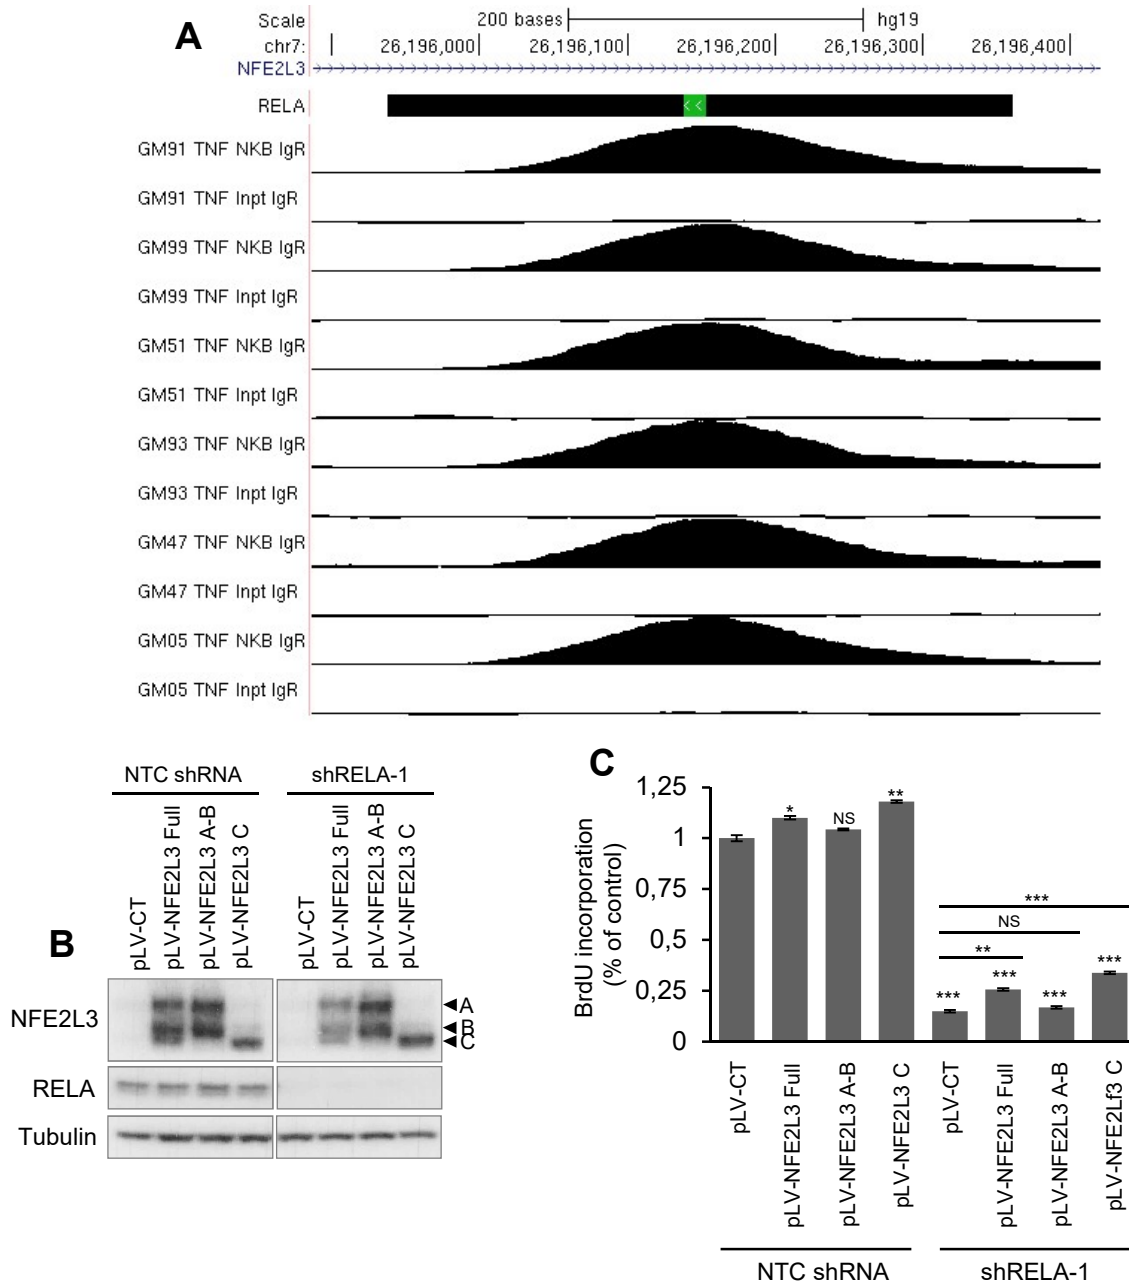 A
Scale 200 bases hg19
chr7: 26,196,000 26,196,100 26,196,200 26,196,300 26,196,400
NFE2L3
RELA
GM91 TNF NKB IgR
GM91 TNF Inpt IgR
GM99 TNF NKB IgR
GM99 TNF Inpt IgR
GM51 TNF NKB IgR
GM51 TNF Inpt IgR
GM93 TNF NKB IgR
GM93 TNF Inpt IgR
GM47 TNF NKB IgR
GM47 TNF Inpt IgR
GM05 TNF NKB IgR
GM05 TNF Inpt IgR
B
NTC shRNA shRELA-1
pLV-CT
pLV-NFE2L3 Full
pLV-NFE2L3 A-B
pLV-NFE2L3 C
pLV-CT
pLV-NFE2L3 Full
pLV-NFE2L3 A-B
pLV-NFE2L3 C
NFE2L3
A
B
C
RELA
Tubulin
C
BrdU incorporation
(% of control)
1,25
1
0,75
0,5
0,25
0
*
NS
**
***
NS
**
***
***
***
***
pLV-CT
pLV-NFE2L3 Full
pLV-NFE2L3 A-B
pLV-NFE2L3 C
pLV-CT
pLV-NFE2L3 Full
pLV-NFE2L3 A-B
pLV-NFE2Lf3 C
NTC shRNA shRELA-1